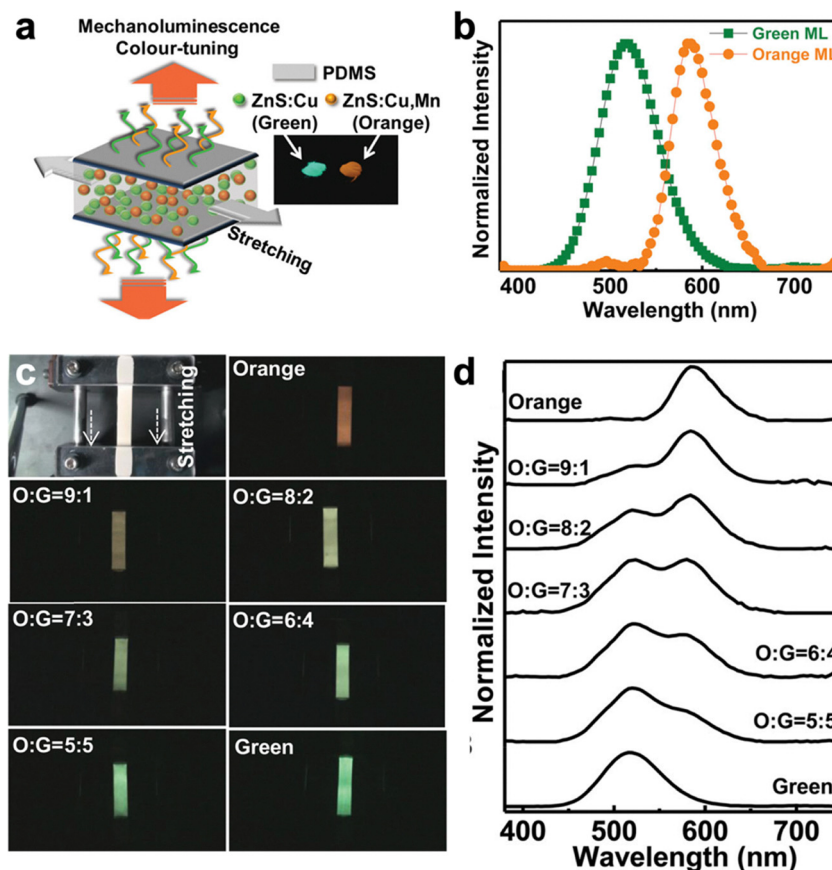 a
Mechanoluminescence
Colour-tuning
PDMS
ZnS:Cu ZnS:Cu,Mn
(Green) (Orange)
Stretching
b
Normalized Intensity
Green ML
Orange ML
400 500 600 700
Wavelength (nm)
c
Stretching
Orange
O:G=9:1
O:G=8:2
O:G=7:3
O:G=6:4
O:G=5:5
Green
d
Normalized Intensity
Orange
O:G=9:1
O:G=8:2
O:G=7:3
O:G=6:4
O:G=5:5
Green
400 500 600 700
Wavelength (nm)